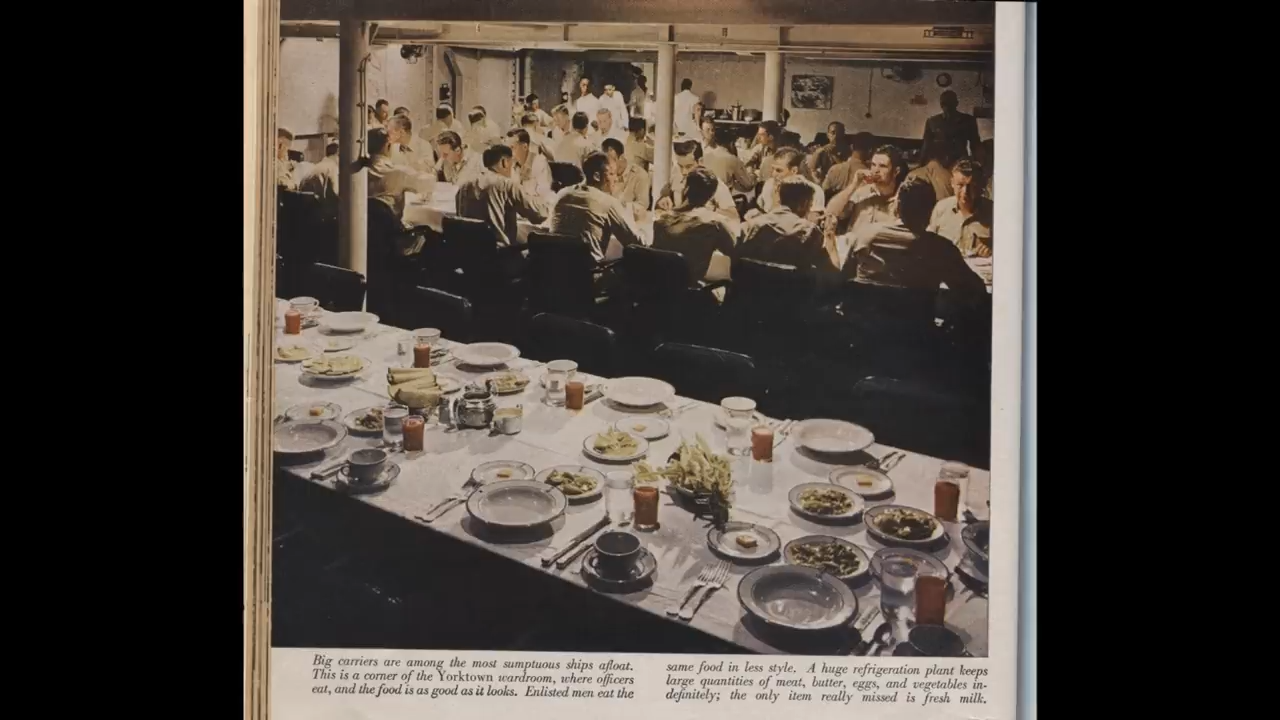 Big carriers are among the most sumptuous ships afloat.
This is a corner of the Yorktown wardroom, where officers
eat, and the food is as good as it looks. Enlisted men eat the
same food in less style. A huge refrigeration plant keeps
large quantities of meat, butter, eggs, and vegetables in-
definitely; the only item really missed is fresh milk.